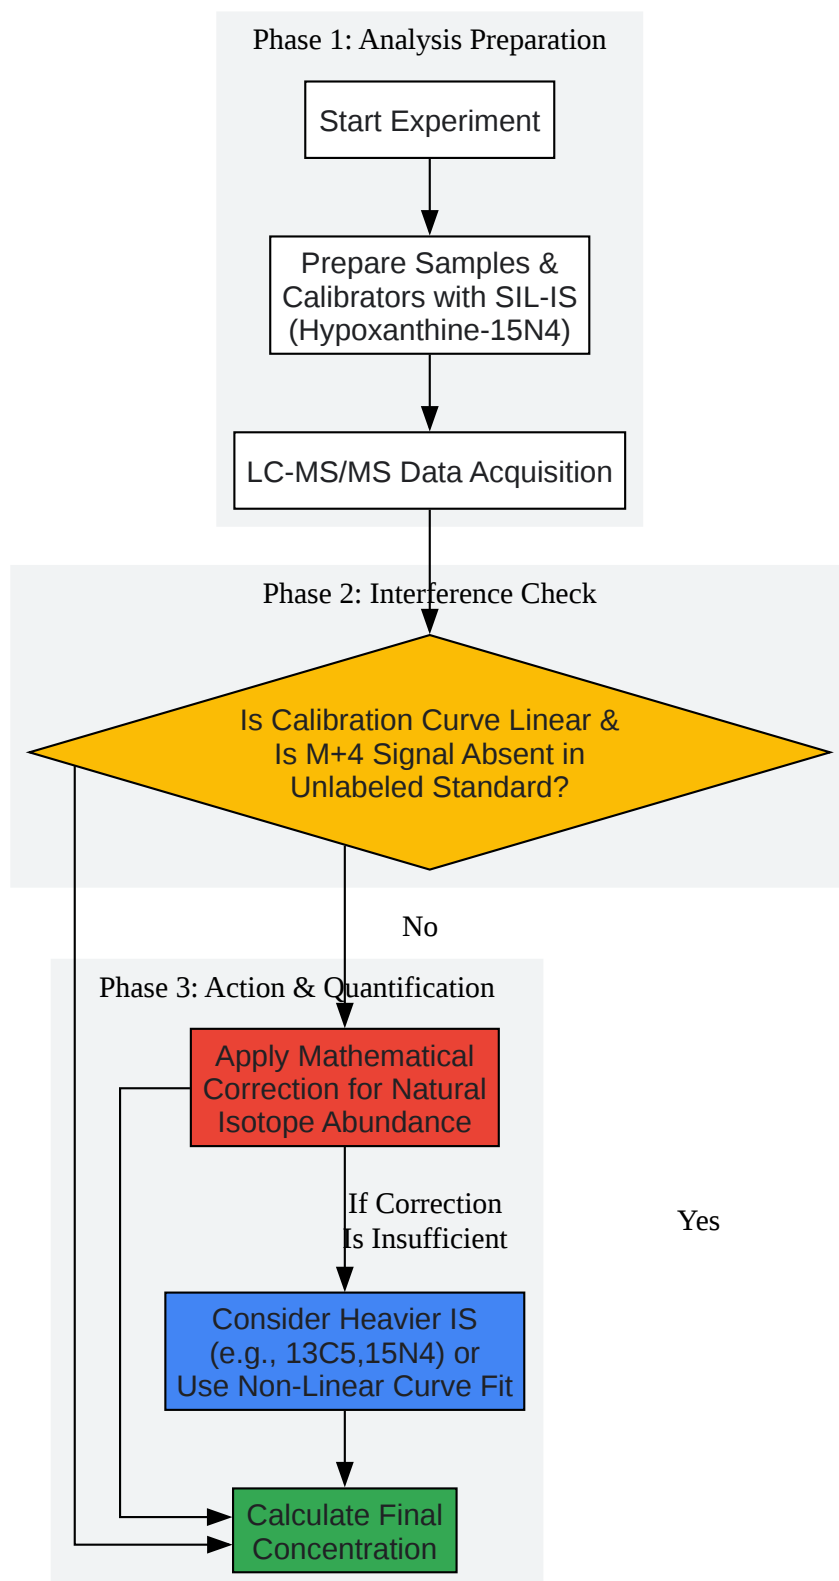 Phase 1: Analysis Preparation
Start Experiment
Prepare Samples &
Calibrators with SIL-IS
(Hypoxanthine-15N4)
LC-MS/MS Data Acquisition
Phase 2: Interference Check
Is Calibration Curve Linear &
Is M+4 Signal Absent in
Unlabeled Standard?
No
Phase 3: Action & Quantification
Apply Mathematical
Correction for Natural
Isotope Abundance
If Correction
Is Insufficient
Yes
Consider Heavier IS
(e.g., 13C5,15N4) or
Use Non-Linear Curve Fit
Calculate Final
Concentration